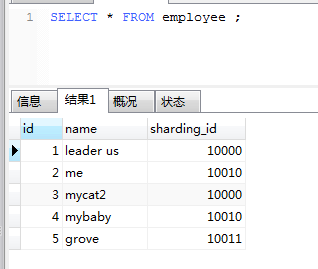 1 SELECT * FROM employee ;
信息 结果1 概况 状态
id name sharding_id
1 leader us 10000
2 me 10010
3 mycat2 10000
4 mybaby 10010
5 grove 10011